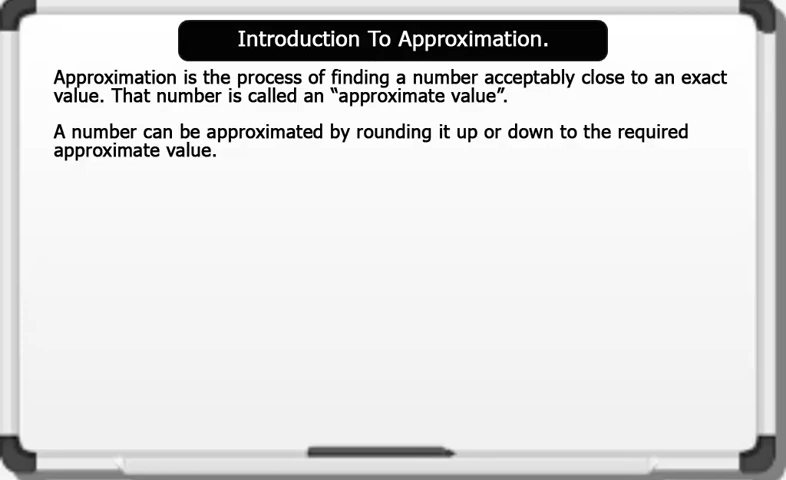 Introduction To Approximation.
Approximation is the process of finding a number acceptably close to an exact
value. That number is called an “approximate value”.
A number can be approximated by rounding it up or down to the required
approximate value.